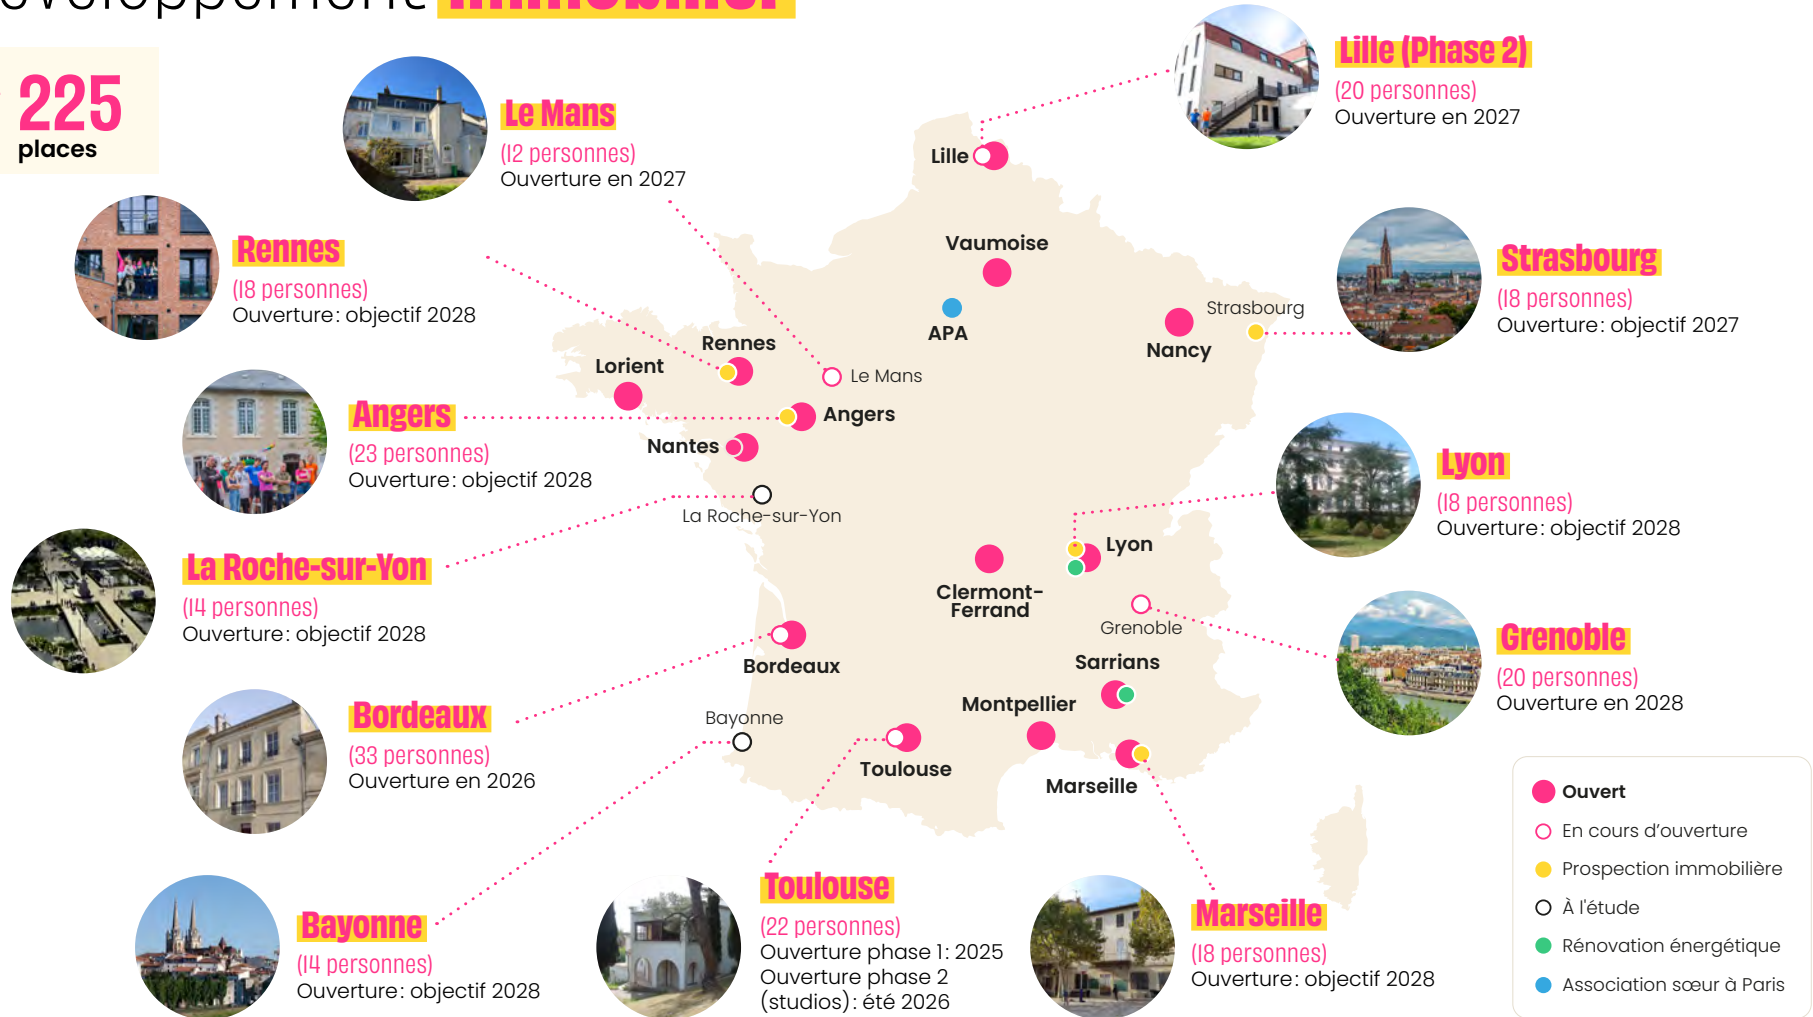 immobilier
225
places
Le Mans
(12 personnes)
Ouverture en 2027
Lille (Phase 2)
(20 personnes)
Ouverture en 2027
Rennes
(18 personnes)
Ouverture : objectif 2028
Strasbourg
(18 personnes)
Ouverture : objectif 2027
Angers
(23 personnes)
Ouverture : objectif 2028
Lyon
(18 personnes)
Ouverture : objectif 2028
La Roche-sur-Yon
(14 personnes)
Ouverture : objectif 2028
Grenoble
(20 personnes)
Ouverture en 2028
Bordeaux
(33 personnes)
Ouverture en 2026
Bayonne
(14 personnes)
Ouverture : objectif 2028
Toulouse
(22 personnes)
Ouverture phase 1 : 2025
Ouverture phase 2
(studios) : été 2026
Marseille
(18 personnes)
Ouverture : objectif 2028
Lille
Vaumoise
APA
Strasbourg
Nancy
Rennes
Lorient
Le Mans
Angers
Nantes
La Roche-sur-Yon
Lyon
Clermont-
Ferrand
Grenoble
Sarrians
Bordeaux
Montpellier
Bayonne
Toulouse
Marseille
Ouvert
En cours d’ouverture
Prospection immobilière
À l'étude
Rénovation énergétique
Association sœur à Paris